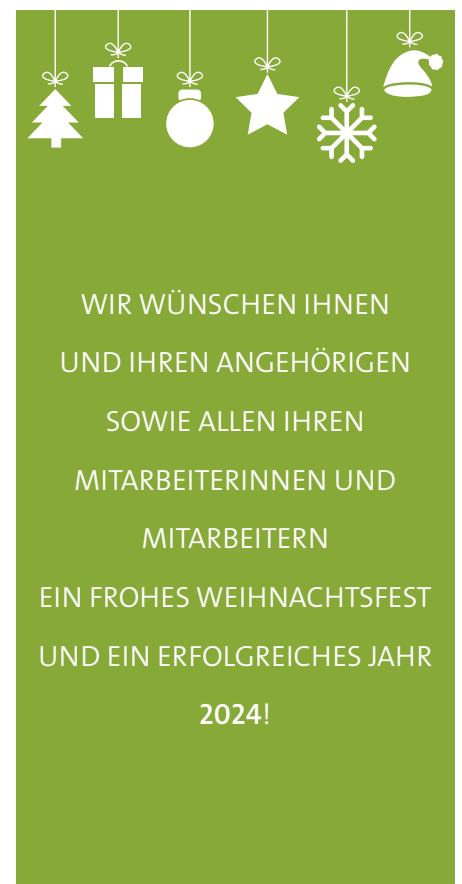 WIR WÜNSCHEN IHNEN
UND IHREN ANGEHÖRIGEN
SOWIE ALLEN IHREN
MITARBEITERINNEN UND
MITARBEITERN
EIN FROHES WEIHNACHTSFEST
UND EIN ERFOLGREICHES JAHR
2024!